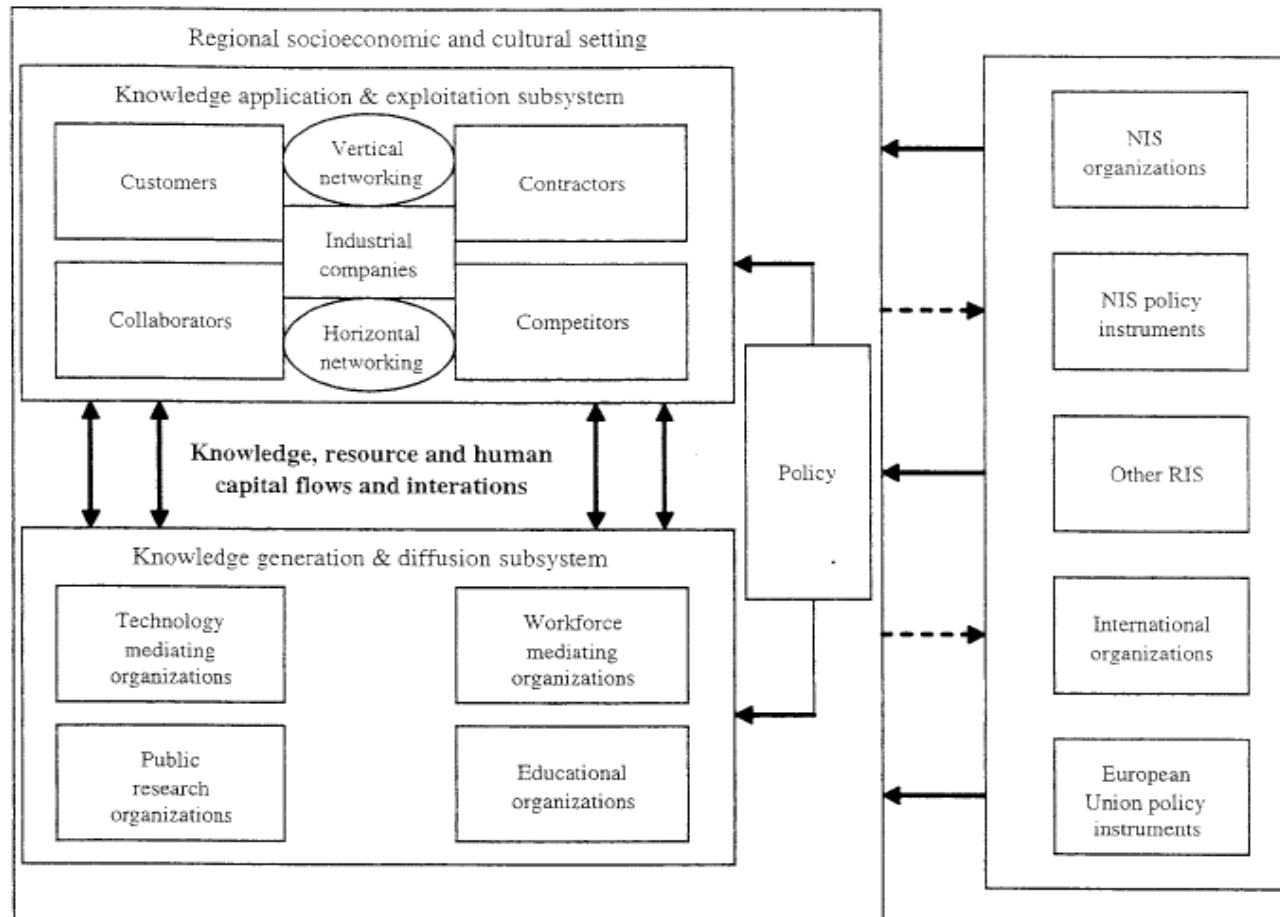 Regional socioeconomic and cultural setting
Knowledge application & exploitation subsystem
Customers
Vertical
networking
Contractors
Industrial
companies
Collaborators
Horizontal
networking
Competitors
Knowledge, resource and human
capital flows and interations
Policy
Knowledge generation & diffusion subsystem
Technology
mediating
organizations
Workforce
mediating
organizations
Public
research
organizations
Educational
organizations
NIS
organizations
NIS policy
instruments
Other RIS
International
organizations
European
Union policy
instruments